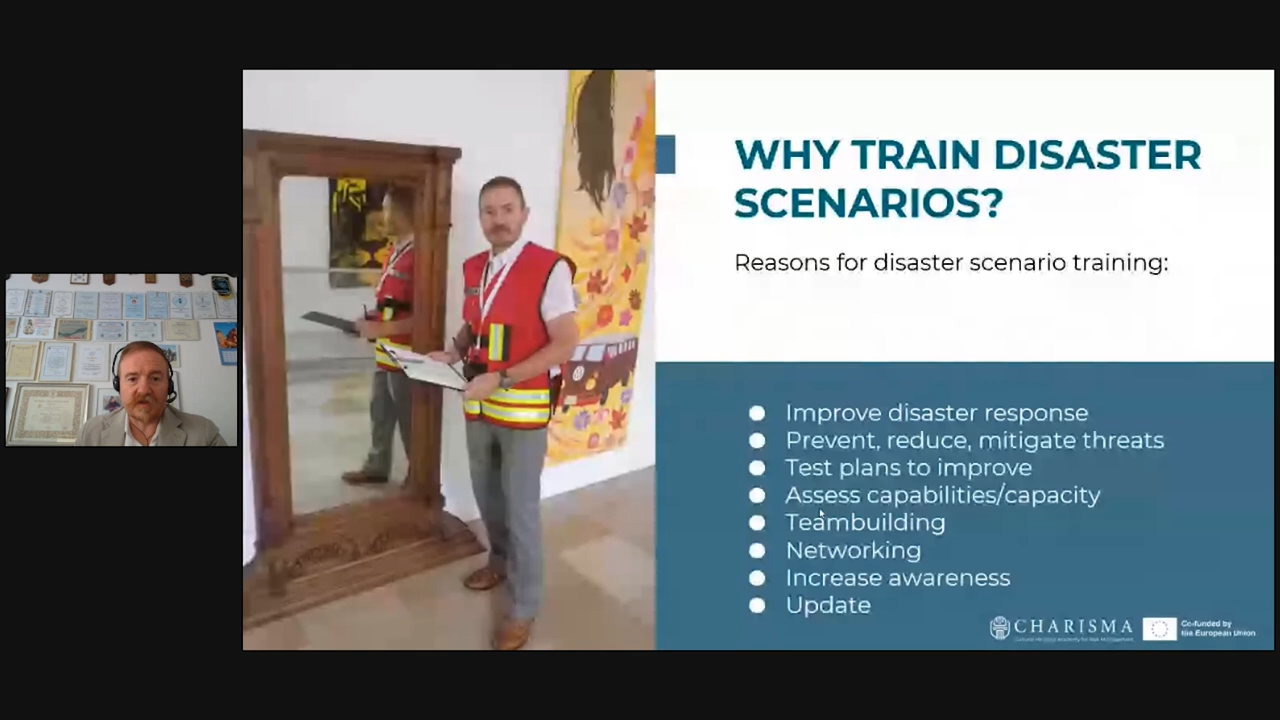 WHY TRAIN DISASTER
SCENARIOS?
Reasons for disaster scenario training:
Improve disaster response
Prevent, reduce, mitigate threats
Test plans to improve
Assess capabilities/capacity
Teambuilding
Networking
Increase awareness
Update
CHARISMA
Co-funded by
the European Union